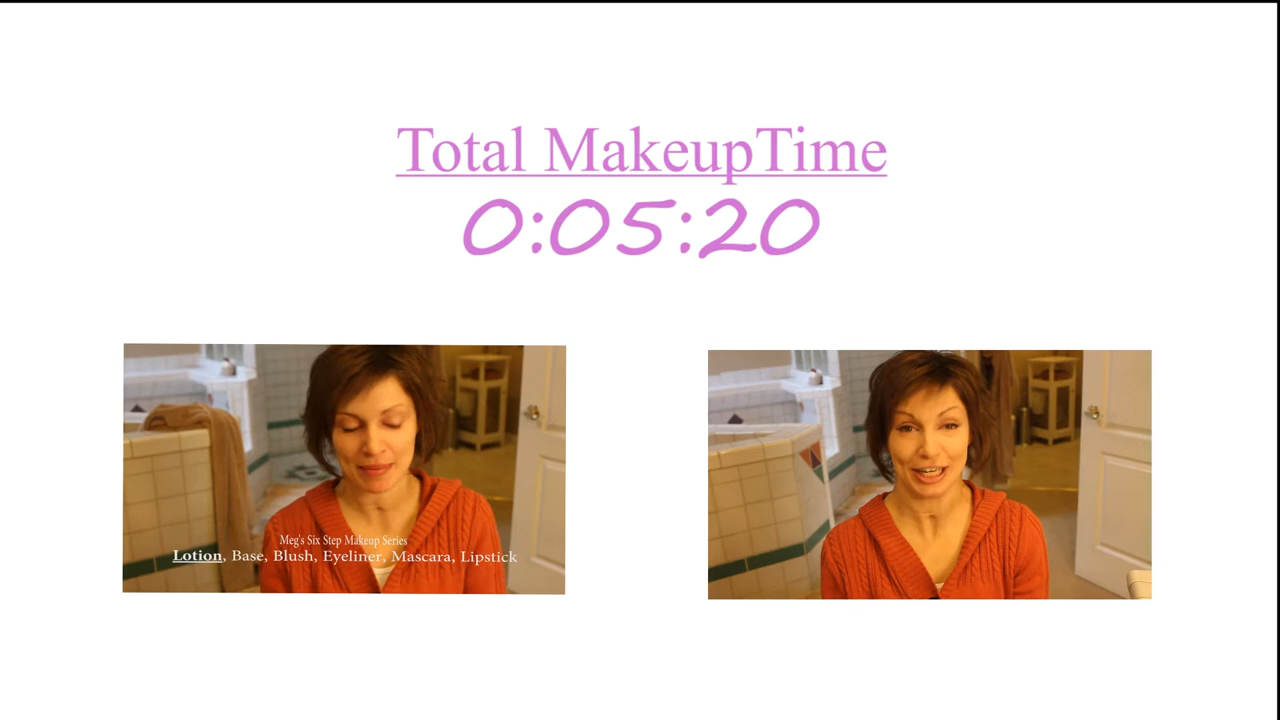 Total MakeupTime
0:05:20
Meg's Six Step Makeup Series
Lotion, Base, Blush, Eyeliner, Mascara, Lipstick